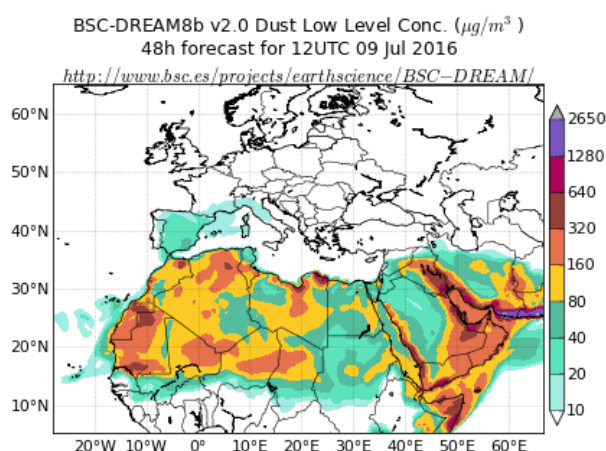 BSC-DREAM8b v2.0 Dust Low Level Conc. (μg/m³ )
48h forecast for 12UTC 09 Jul 2016
http://www.bsc.es/projects/earthscience/BSC−DREAM/
60°N
50°N
40°N
30°N
20°N
10°N
20°W 10°W 0° 10°E 20°E 30°E 40°E 50°E 60°E
2650
1280
640
320
160
80
40
20
10